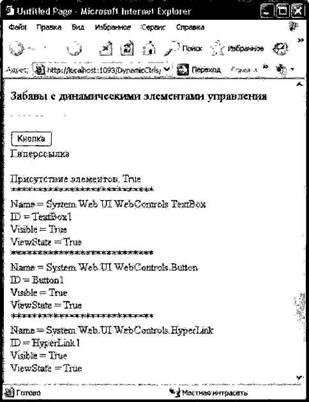 Untitled Page - Microsoft Internet Explorer
Файл Правка Вид Избранное Сервис Справка
Поиск Избранное
Адрес: http://localhost:1093/DynamicCtrls Переход
Забавы с динамическими элементами управления
Кнопка
Гиперссылка
Присутствие элементов. True
****************************
Name = System.Web.UI.WebControls.TextBox
ID = TextBox1
Visible = True
ViewState = True
****************************
Name = System.Web.UI.WebControls.Button
ID = Button1
Visible = True
ViewState = True
****************************
Name = System.Web.UI.WebControls.HyperLink
ID = HyperLink1
Visible = True
ViewState = True
Готово Местная интрасеть